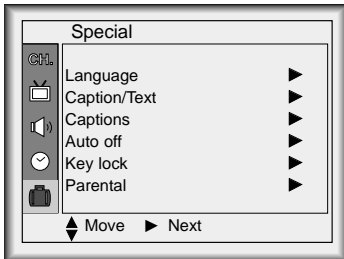 Special
CH.
Language
Caption/Text
Captions
Auto off
Key lock
Parental
Move Next